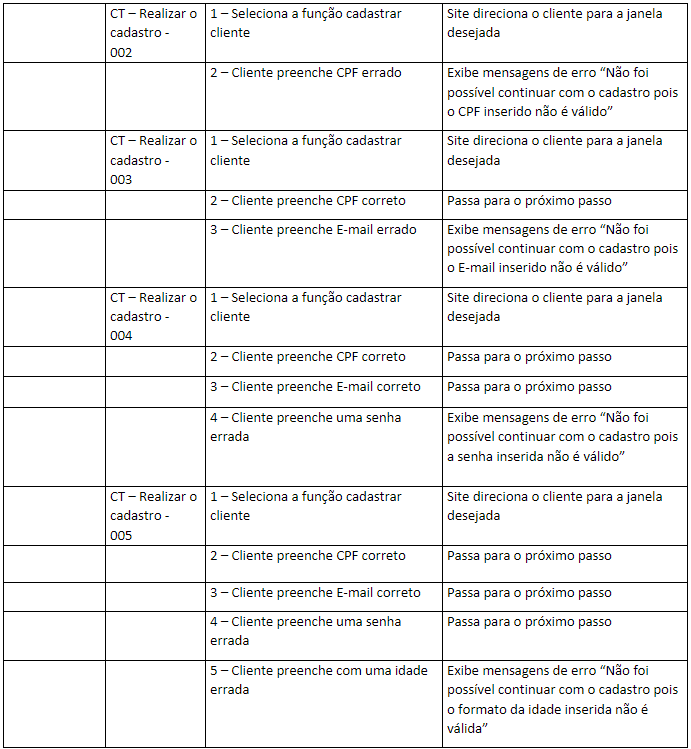 CT – Realizar o
cadastro -
002
1 – Seleciona a função cadastrar
cliente
Site direciona o cliente para a janela
desejada
2 – Cliente preenche CPF errado
Exibe mensagens de erro “Não foi
possível continuar com o cadastro pois
o CPF inserido não é válido”
CT – Realizar o
cadastro -
003
1 – Seleciona a função cadastrar
cliente
Site direciona o cliente para a janela
desejada
2 – Cliente preenche CPF correto
Passa para o próximo passo
3 – Cliente preenche E-mail errado
Exibe mensagens de erro “Não foi
possível continuar com o cadastro pois
o E-mail inserido não é válido”
CT – Realizar o
cadastro -
004
1 – Seleciona a função cadastrar
cliente
Site direciona o cliente para a janela
desejada
2 – Cliente preenche CPF correto
Passa para o próximo passo
3 – Cliente preenche E-mail correto
Passa para o próximo passo
4 – Cliente preenche uma senha
errada
Exibe mensagens de erro “Não foi
possível continuar com o cadastro pois
a senha inserida não é válido”
CT – Realizar o
cadastro -
005
1 – Seleciona a função cadastrar
cliente
Site direciona o cliente para a janela
desejada
2 – Cliente preenche CPF correto
Passa para o próximo passo
3 – Cliente preenche E-mail correto
Passa para o próximo passo
4 – Cliente preenche uma senha
errada
Passa para o próximo passo
5 – Cliente preenche com uma idade
errada
Exibe mensagens de erro “Não foi
possível continuar com o cadastro pois
o formato da idade inserida não é
válida”